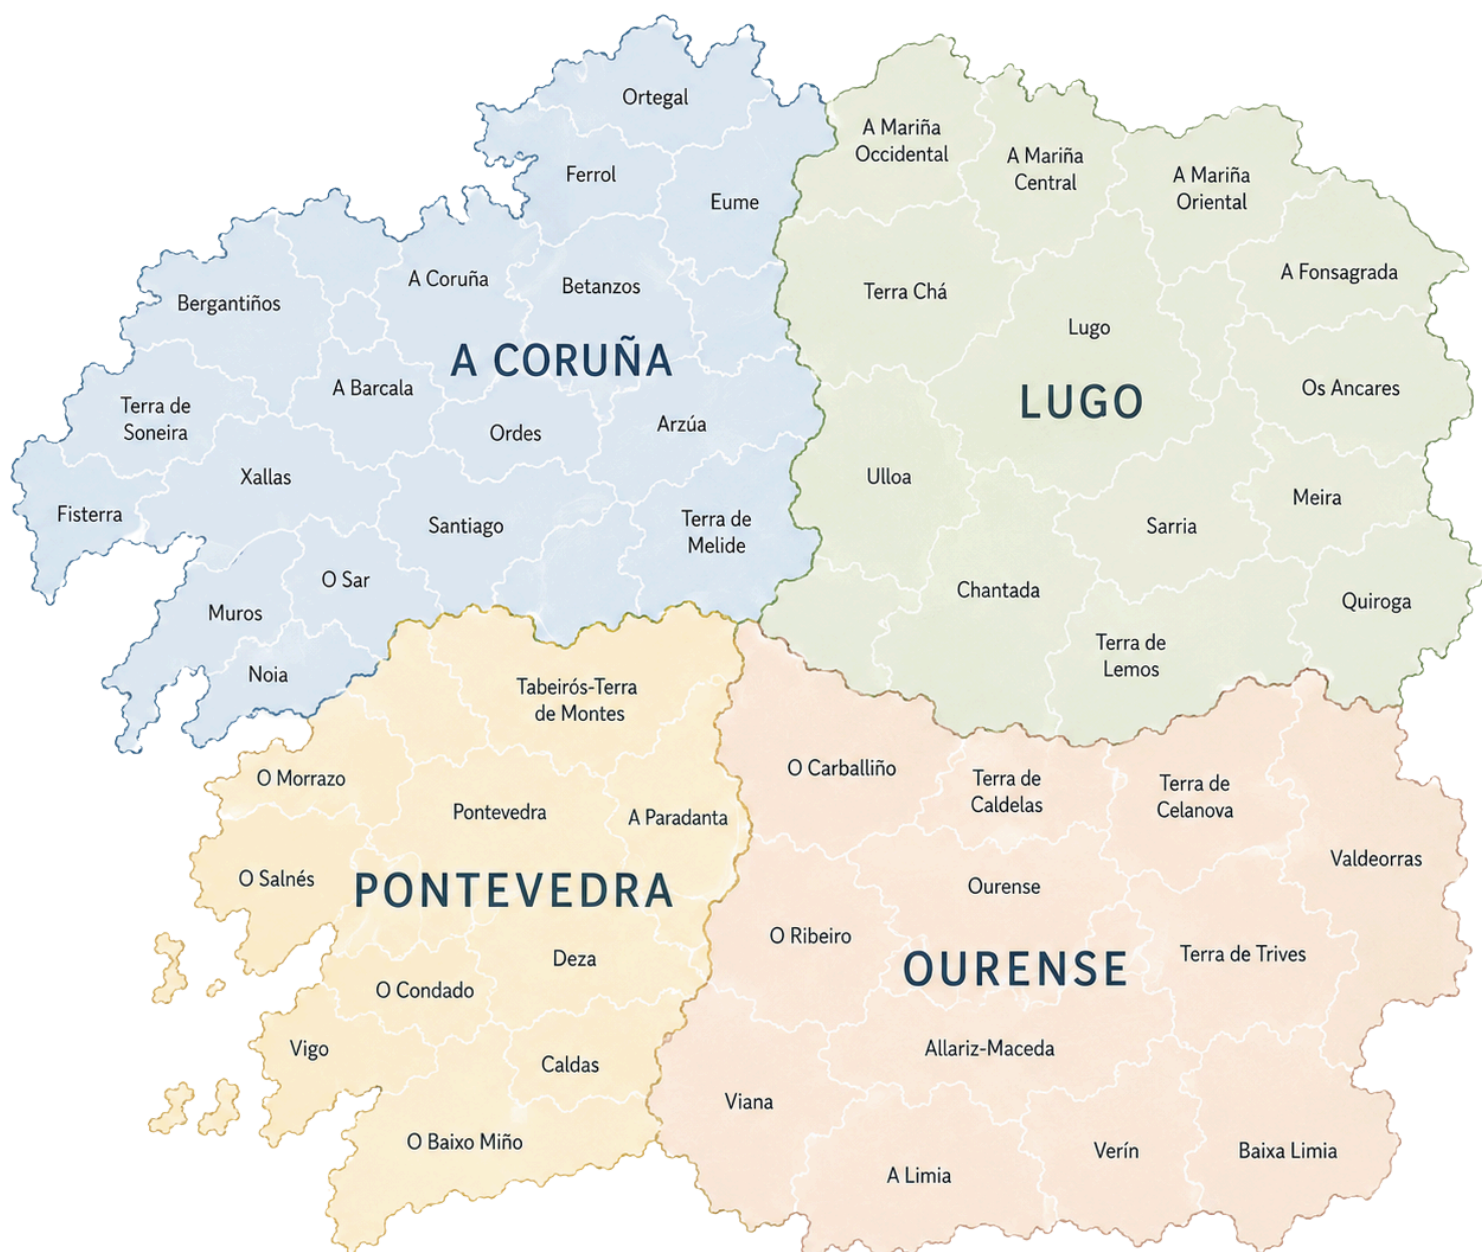 Ortegal
Ferrol
Eume
A Coruña
Betanzos
Bergantiños
A CORUÑA
A Barcala
Terra de
Soneira
Ordes
Arzúa
Xallas
Fisterra
Santiago
Terra de
Melide
O Sar
Muros
Noia
A Mariña
Occidental
A Mariña
Central
A Mariña
Oriental
A Fonsagrada
Terra Chá
Lugo
LUGO
Os Ancares
Ulloa
Meira
Sarria
Chantada
Quiroga
Terra de
Lemos
Tabeirós-Terra
de Montes
O Morrazo
Pontevedra
A Paradanta
O Salnés
PONTEVEDRA
Deza
O Condado
Vigo
Caldas
O Baixo Miño
O Carballiño
Terra de
Caldelas
Terra de
Celanova
Valdeorras
Ourense
O Ribeiro
Terra de Trives
OURENSE
Allariz-Maceda
Viana
Verín
Baixa Limia
A Limia